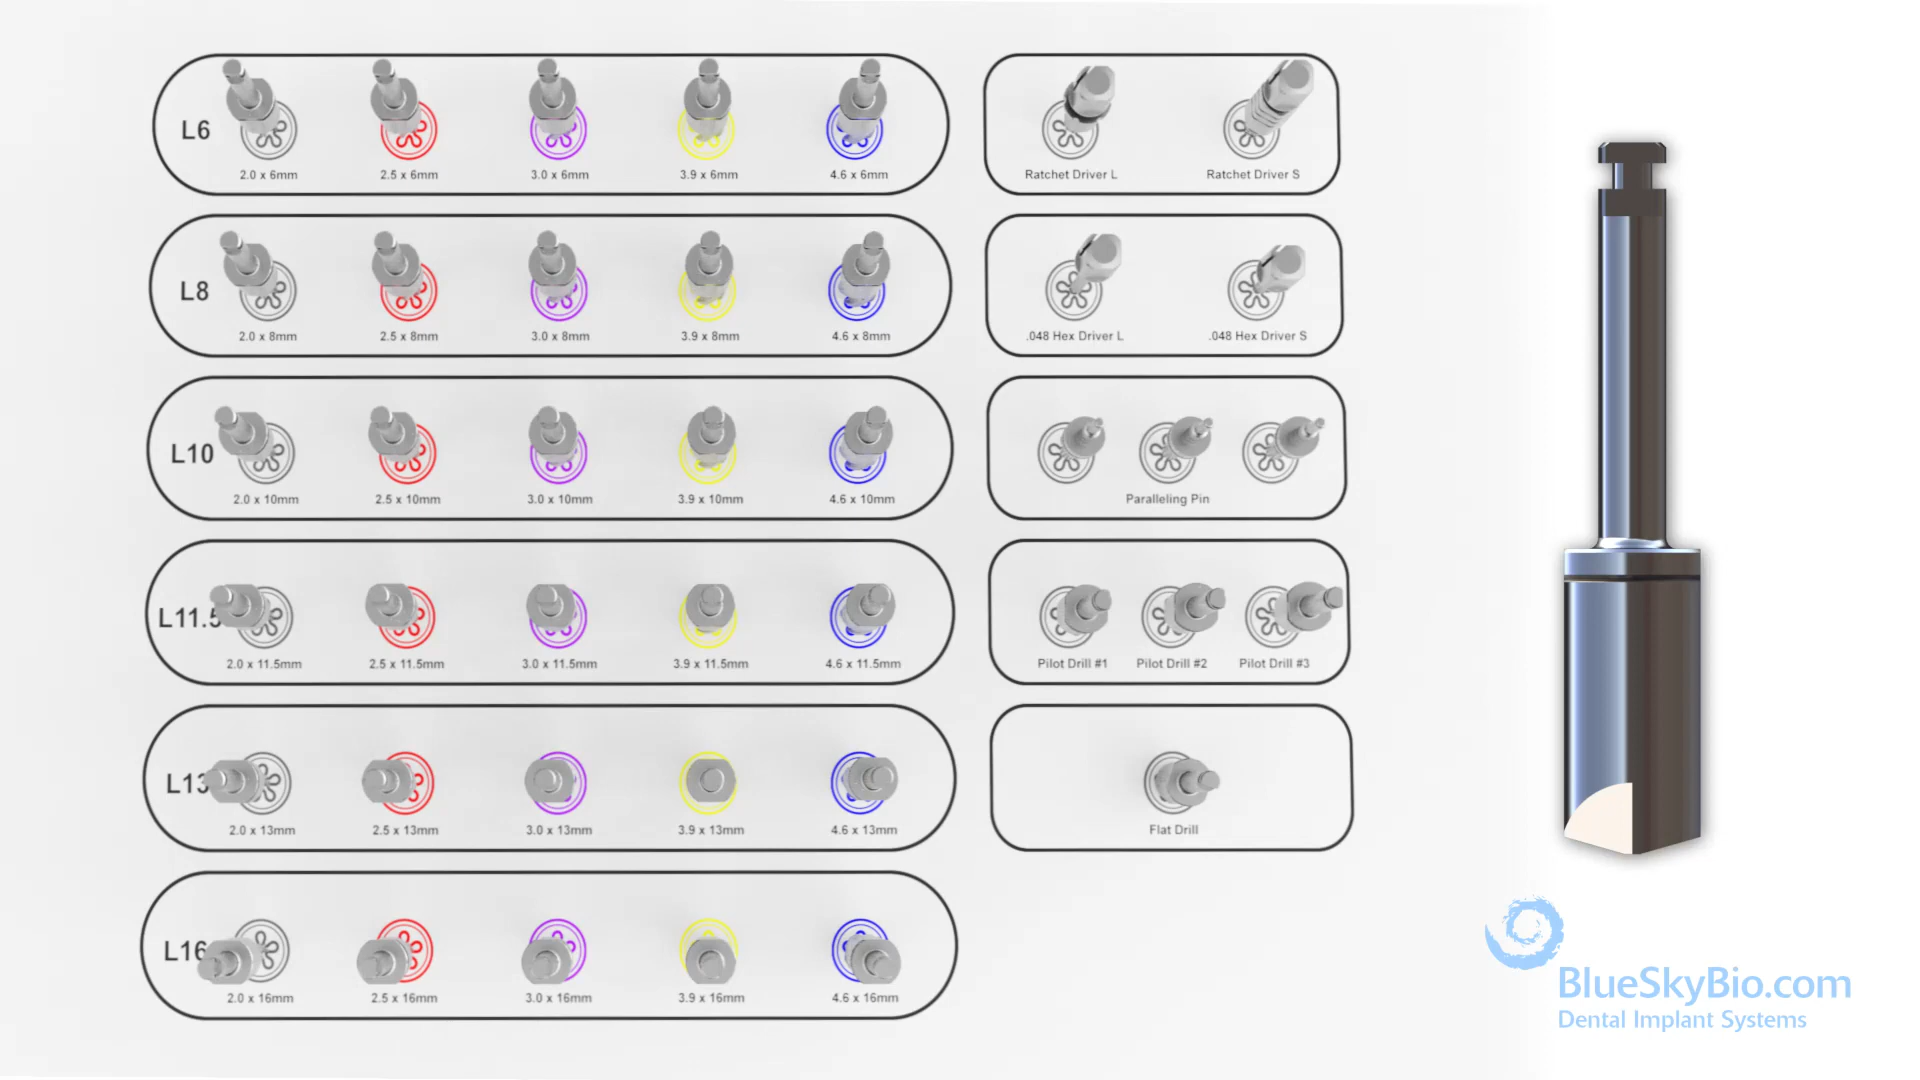 L6
2.0 x 6mm
2.5 x 6mm
3.0 x 6mm
3.9 x 6mm
4.6 x 6mm
Ratchet Driver L
Ratchet Driver S
L8
2.0 x 8mm
2.5 x 8mm
3.0 x 8mm
3.9 x 8mm
4.6 x 8mm
.048 Hex Driver L
.048 Hex Driver S
L10
2.0 x 10mm
2.5 x 10mm
3.0 x 10mm
3.9 x 10mm
4.6 x 10mm
Paralleling Pin
L11.5
2.0 x 11.5mm
2.5 x 11.5mm
3.0 x 11.5mm
3.9 x 11.5mm
4.6 x 11.5mm
Pilot Drill #1
Pilot Drill #2
Pilot Drill #3
L13
2.0 x 13mm
2.5 x 13mm
3.0 x 13mm
3.9 x 13mm
4.6 x 13mm
Flat Drill
L16
2.0 x 16mm
2.5 x 16mm
3.0 x 16mm
3.9 x 16mm
4.6 x 16mm
BlueSkyBio.com
Dental Implant Systems